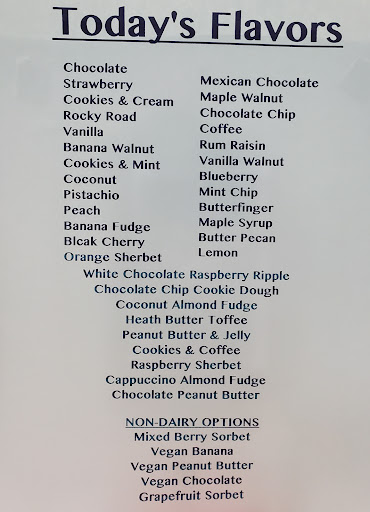 Today's Flavors
Chocolate
Strawberry
Cookies & Cream
Rocky Road
Vanilla
Banana Walnut
Cookies & Mint
Coconut
Pistachio
Peach
Banana Fudge
Blcak Cherry
Orange Sherbet
Mexican Chocolate
Maple Walnut
Chocolate Chip
Coffee
Rum Raisin
Vanilla Walnut
Blueberry
Mint Chip
Butterfinger
Maple Syrup
Butter Pecan
Lemon
White Chocolate Raspberry Ripple
Chocolate Chip Cookie Dough
Coconut Almond Fudge
Heath Butter Toffee
Peanut Butter & Jelly
Cookies & Coffee
Raspberry Sherbet
Cappuccino Almond Fudge
Chocolate Peanut Butter
NON-DAIRY OPTIONS
Mixed Berry Sorbet
Vegan Banana
Vegan Peanut Butter
Vegan Chocolate
Grapefruit Sorbet